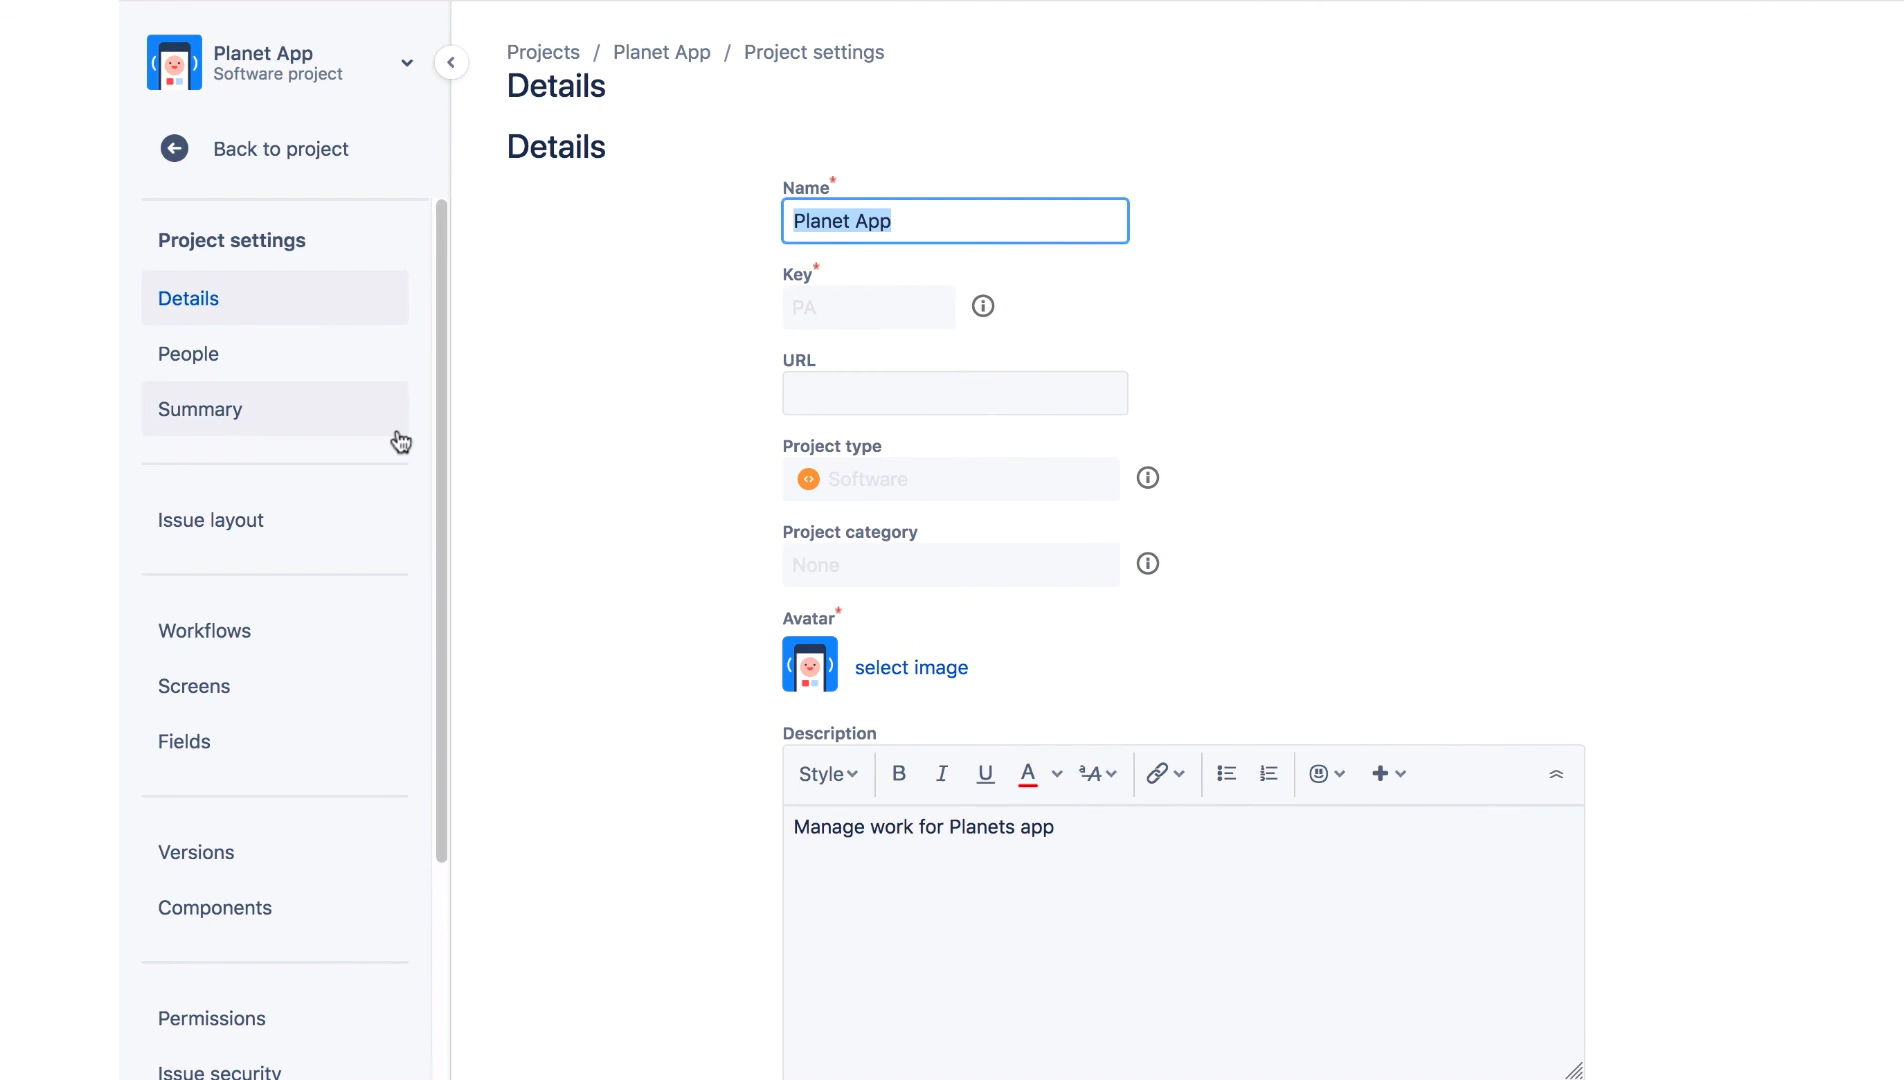 Planet App
Software project
Back to project
Project settings
Details
People
Summary
Issue layout
Workflows
Screens
Fields
Versions
Components
Permissions
Issue security
Projects / Planet App / Project settings
Details
Details
Name*
Planet App
Key*
PA
URL
Project type
Software
Project category
None
Avatar*
select image
Description
Style B I U A ªA
Manage work for Planets app